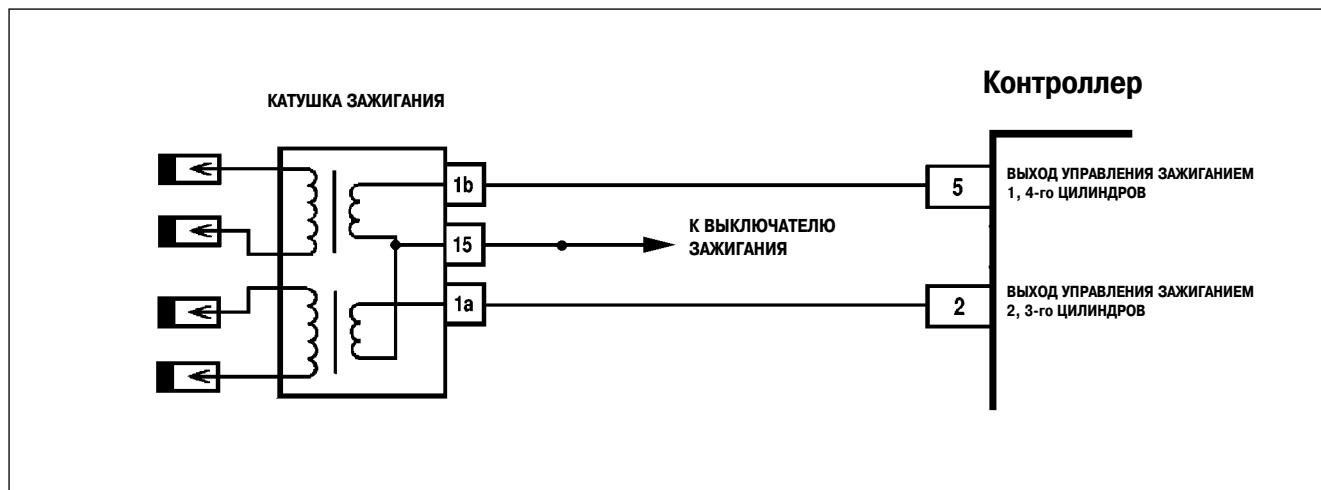 Контроллер
КАТУШКА ЗАЖИГАНИЯ
1b
5
ВЫХОД УПРАВЛЕНИЯ ЗАЖИГАНИЕМ
1, 4-го ЦИЛИНДРОВ
15
К ВЫКЛЮЧАТЕЛЮ
ЗАЖИГАНИЯ
1a
2
ВЫХОД УПРАВЛЕНИЯ ЗАЖИГАНИЕМ
2, 3-го ЦИЛИНДРОВ